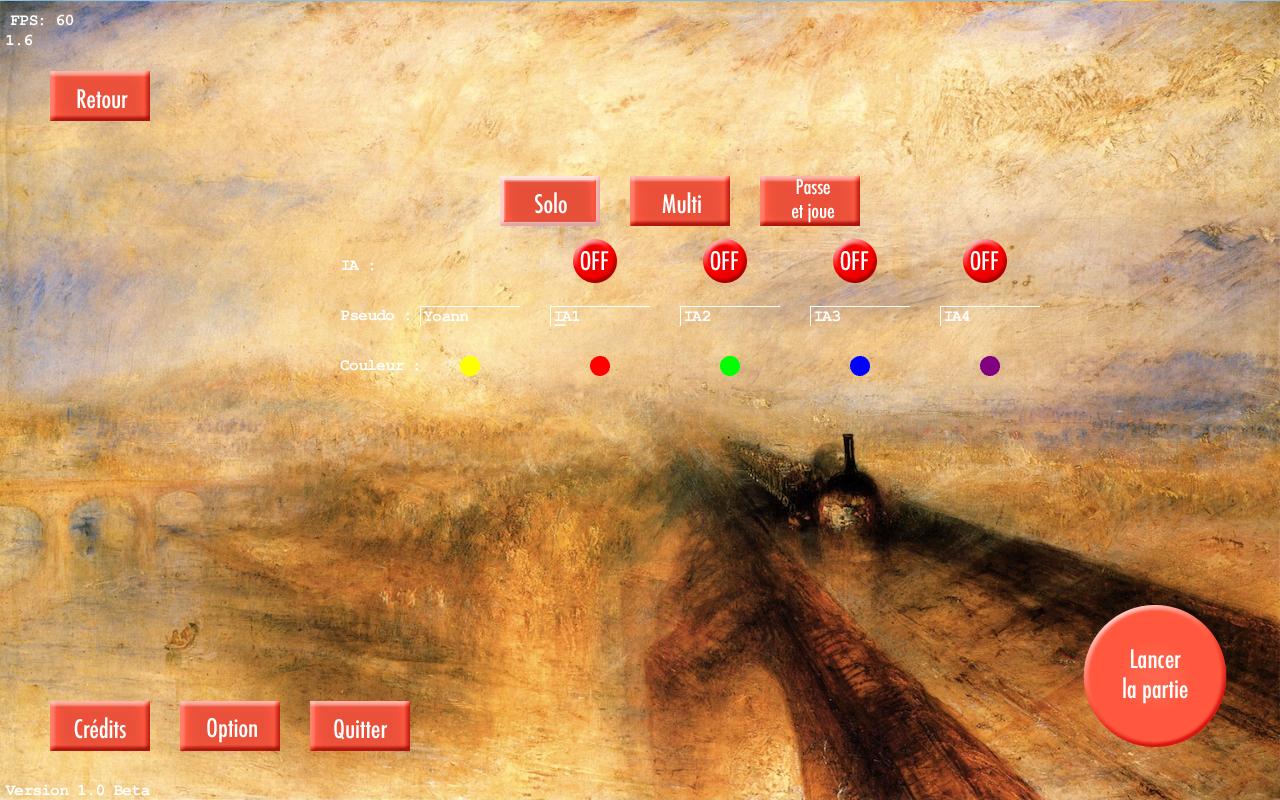 FPS: 60
1.6
Retour
Solo
Multi
Passe
et joue
IA :
OFF
OFF
OFF
OFF
Pseudo :
Yoann
IA1
IA2
IA3
IA4
Couleur :
Lancer
la partie
Crédits
Option
Quitter
Version 1.0 Beta